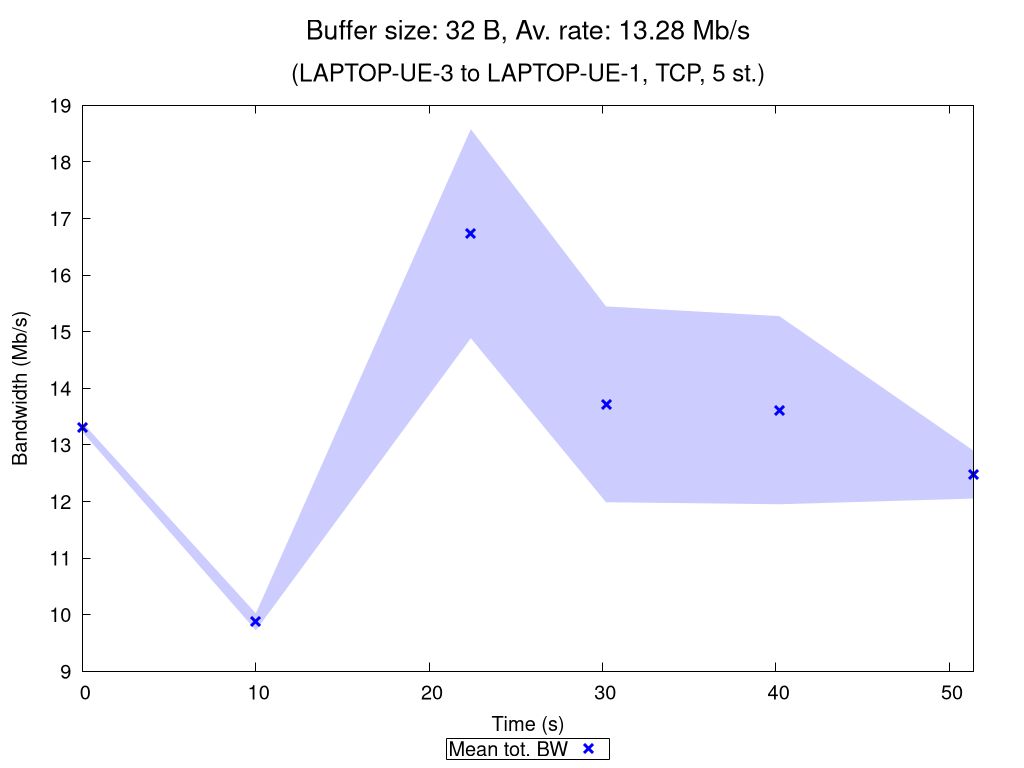 Buffer size: 32 B, Av. rate: 13.28 Mb/s
(LAPTOP-UE-3 to LAPTOP-UE-1, TCP, 5 st.)
19
18
17
16
15
14
13
12
11
10
9
Bandwidth (Mb/s)
0 10 20 30 40 50
Time (s)
Mean tot. BW